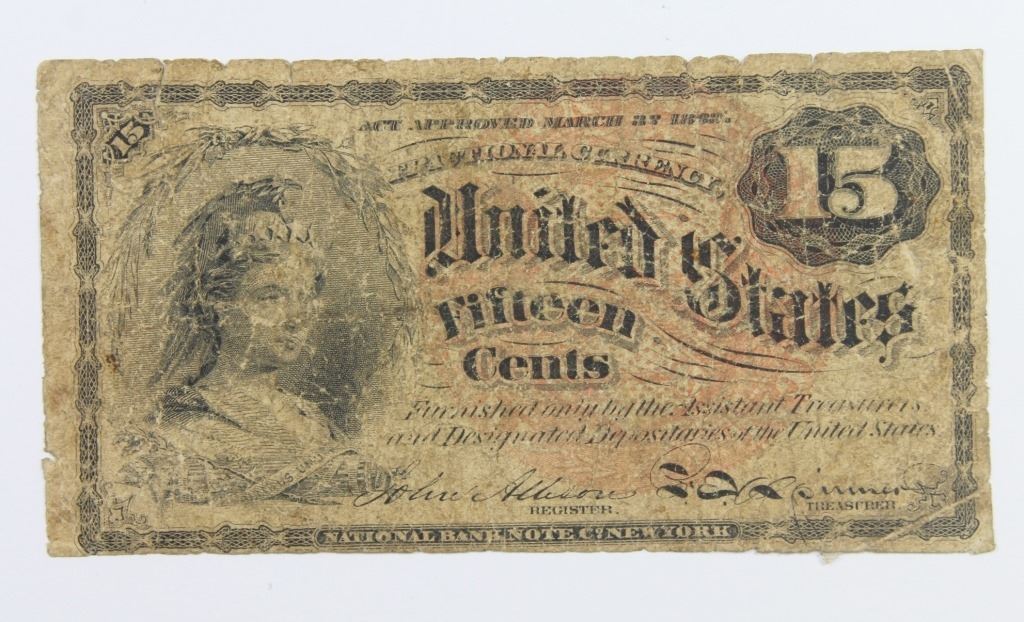 15
ACT APPROVED MARCH 3D 1863.
FRACTIONAL CURRENCY.
15
United States
Fifteen
Cents
Furnished only by the Assistant Treasurers
and Designated Depositaries of the United States
John Allison
REGISTER.
TREASURER.
NATIONAL BANK NOTE Co. NEW YORK